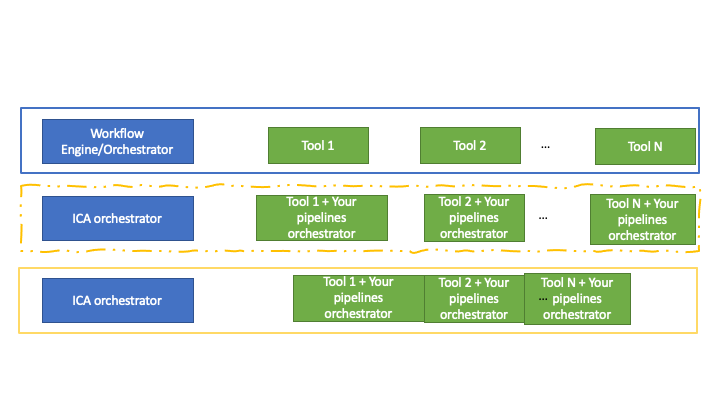 Workflow
Engine/Orchestrator
Tool 1
Tool 2
...
Tool N
ICA orchestrator
Tool 1 + Your
pipelines
orchestrator
Tool 2 + Your
pipelines
orchestrator
...
Tool N + Your
pipelines
orchestrator
ICA orchestrator
Tool 1 + Your
pipelines
orchestrator
Tool 2 + Your
pipelines
orchestrator
Tool N + Your
... pipelines
orchestrator